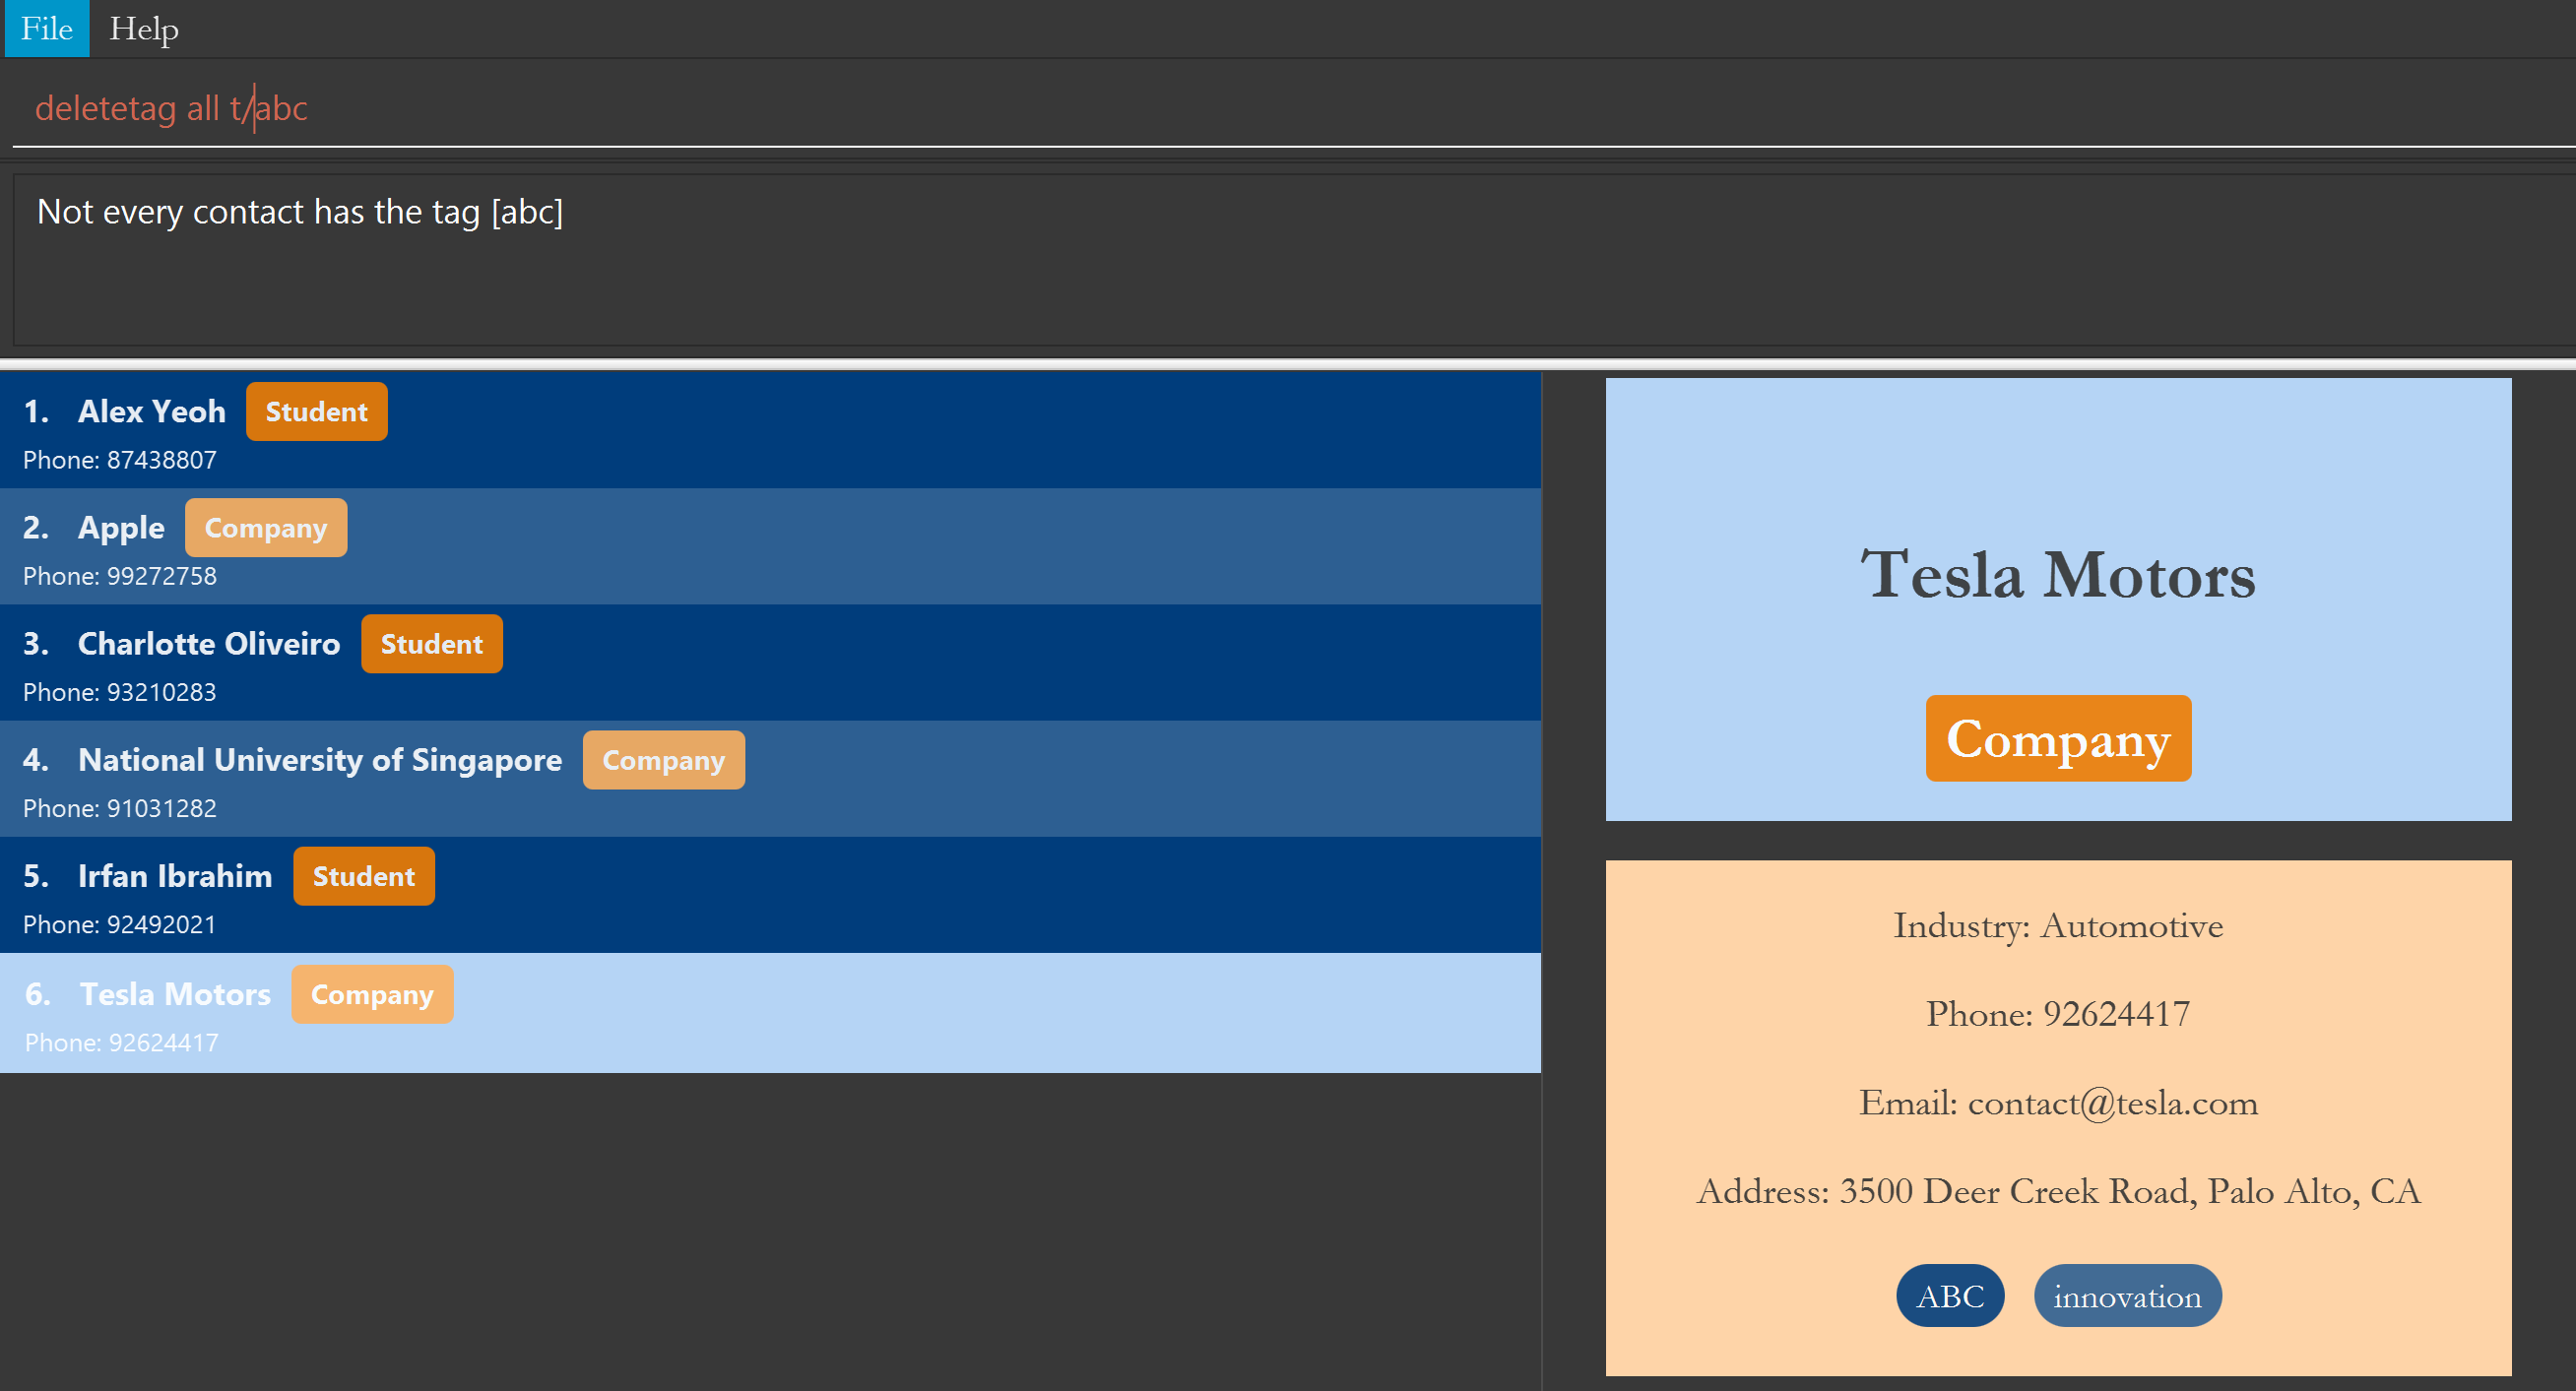 File Help
deletetag all t/abc
Not every contact has the tag [abc]
1. Alex Yeoh Student
Phone: 87438807
2. Apple Company
Phone: 99272758
3. Charlotte Oliveiro Student
Phone: 93210283
4. National University of Singapore Company
Phone: 91031282
5. Irfan Ibrahim Student
Phone: 92492021
6. Tesla Motors Company
Phone: 92624417
Tesla Motors
Company
Industry: Automotive
Phone: 92624417
Email: contact@tesla.com
Address: 3500 Deer Creek Road, Palo Alto, CA
ABC innovation